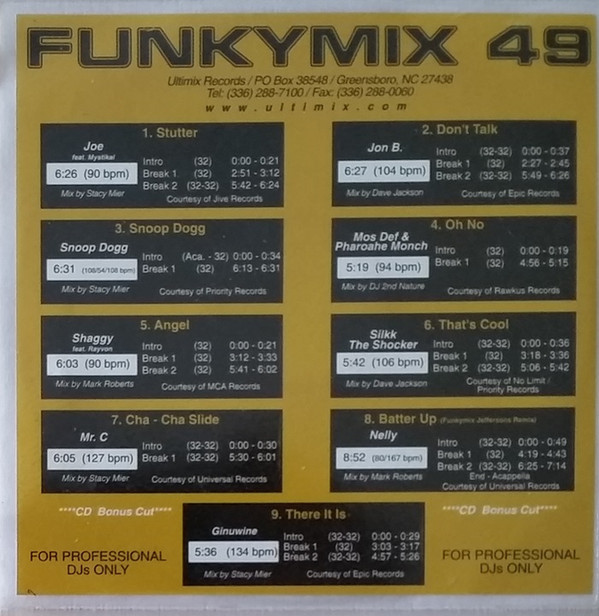 FUNKYMIX 49
Ultimix Records / PO Box 38548 / Greensboro, NC 27438
Tel: (336) 288-7100 / Fax: (336) 288-0060
www.ultimix.com
1. Stutter
Joe
feat. Mystikal
6:26 (90 bpm)
Mix by Stacy Mier
Intro (32) 0:00 - 0:21
Break 1 (32) 2:51 - 3:12
Break 2 (32-32) 5:42 - 6:24
Courtesy of Jive Records
2. Don't Talk
Jon B.
6:27 (104 bpm)
Mix by Dave Jackson
Intro (32-32) 0:00 - 0:37
Break 1 (32) 2:27 - 2:45
Break 2 (32-32) 5:49 - 6:26
Courtesy of Epic Records
3. Snoop Dogg
Snoop Dogg
6:31 (108/54/108 bpm)
Mix by Stacy Mier
Intro (Aca. - 32) 0:00 - 0:34
Break 1 (32) 6:13 - 6:31
Courtesy of Priority Records
4. Oh No
Mos Def &
Pharoahe Monch
5:19 (94 bpm)
Mix by DJ 2nd Nature
Intro (32) 0:00 - 0:19
Break 1 (32) 4:56 - 5:15
Courtesy of Rawkus Records
5. Angel
Shaggy
feat. Rayvon
6:03 (90 bpm)
Mix by Mark Roberts
Intro (32) 0:00 - 0:21
Break 1 (32) 3:12 - 3:33
Break 2 (32) 5:41 - 6:02
Courtesy of MCA Records
6. That's Cool
Silkk
The Shocker
5:42 (106 bpm)
Mix by Dave Jackson
Intro (32-32) 0:00 - 0:36
Break 1 (32) 3:18 - 3:36
Break 2 (32-32) 5:06 - 5:42
Courtesy of No Limit /
Priority Records
7. Cha - Cha Slide
Mr. C
6:05 (127 bpm)
Mix by Stacy Mier
Intro (32-32) 0:00 - 0:30
Break 1 (32-32) 5:30 - 6:01
Courtesy of Universal Records
8. Batter Up (Funkymix Jeffersons Remix)
Nelly
8:52 (80/167 bpm)
Mix by Mark Roberts
Intro (32-32) 0:00 - 0:49
Break 1 (32) 4:19 - 4:43
Break 2 (32-32) 6:25 - 7:14
End - Acappella
Courtesy of Universal Records
****CD Bonus Cut****
9. There It Is
Ginuwine
5:36 (134 bpm)
Mix by Stacy Mier
Intro (32-32) 0:00 - 0:29
Break 1 (32) 3:03 - 3:17
Break 2 (32-32) 4:57 - 5:26
Courtesy of Epic Records
****CD Bonus Cut****
FOR PROFESSIONAL
DJs ONLY
FOR PROFESSIONAL
DJs ONLY